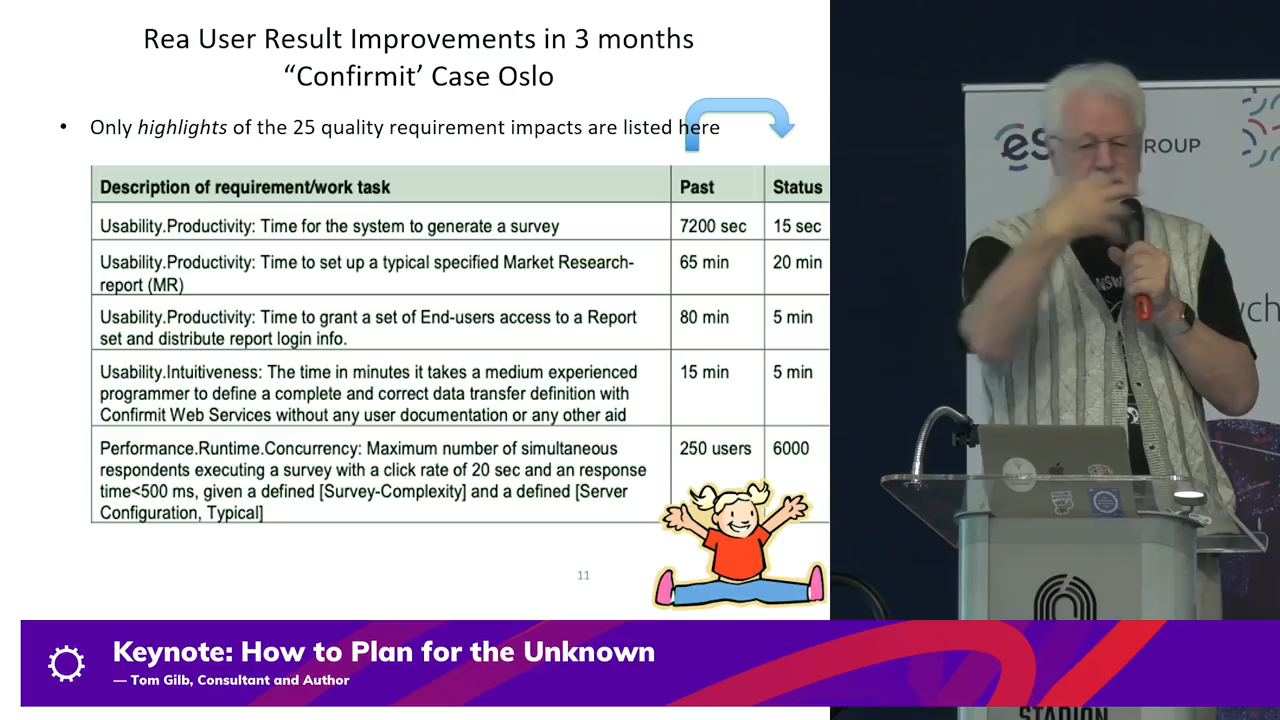 Rea User Result Improvements in 3 months
“Confirmit’ Case Oslo
• Only highlights of the 25 quality requirement impacts are listed here
Description of requirement/work task Past Status
Usability.Productivity: Time for the system to generate a survey 7200 sec 15 sec
Usability.Productivity: Time to set up a typical specified Market Research- 65 min 20 min
report (MR)
Usability.Productivity: Time to grant a set of End-users access to a Report 80 min 5 min
set and distribute report login info.
Usability.Intuitiveness: The time in minutes it takes a medium experienced 15 min 5 min
programmer to define a complete and correct data transfer definition with
Confirmit Web Services without any user documentation or any other aid
Performance.Runtime.Concurrency: Maximum number of simultaneous 250 users 6000
respondents executing a survey with a click rate of 20 sec and an response
time<500 ms, given a defined [Survey-Complexity] and a defined [Server
Configuration, Typical]
11
ROUP
STADION
Keynote: How to Plan for the Unknown
— Tom Gilb, Consultant and Author